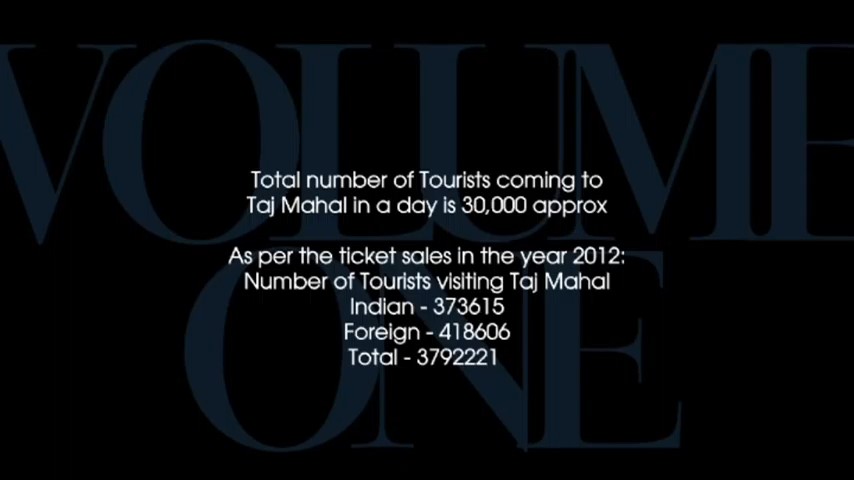 VOLUME
ONE
Total number of Tourists coming to
Taj Mahal in a day is 30,000 approx
As per the ticket sales in the year 2012:
Number of Tourists visiting Taj Mahal
Indian - 373615
Foreign - 418606
Total - 3792221